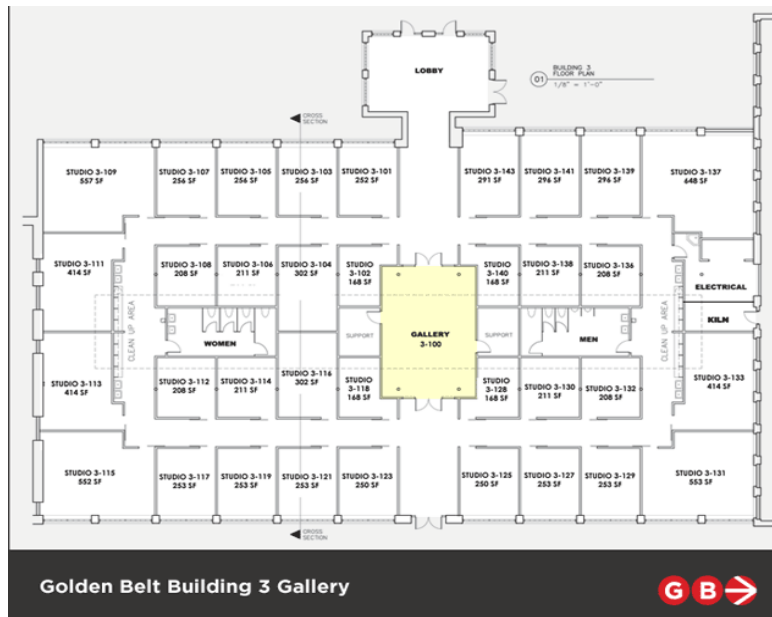 LOBBY
01
BUILDING 3
FLOOR PLAN
1/8" = 1'-0"
CROSS
SECTION
STUDIO 3-109
557 SF
STUDIO 3-107
256 SF
STUDIO 3-105
256 SF
STUDIO 3-103
256 SF
STUDIO 3-101
252 SF
STUDIO 3-143
291 SF
STUDIO 3-141
296 SF
STUDIO 3-139
296 SF
STUDIO 3-137
648 SF
STUDIO 3-111
414 SF
STUDIO 3-108
208 SF
STUDIO 3-106
211 SF
STUDIO 3-104
302 SF
STUDIO
3-102
168 SF
STUDIO
3-140
168 SF
STUDIO 3-138
211 SF
STUDIO 3-136
208 SF
ELECTRICAL
KILN
CLEAN UP AREA
WOMEN
SUPPORT
GALLERY
3-100
SUPPORT
MEN
CLEAN UP AREA
STUDIO 3-113
414 SF
STUDIO 3-112
208 SF
STUDIO 3-114
211 SF
STUDIO 3-116
302 SF
STUDIO
3-118
168 SF
STUDIO
3-128
168 SF
STUDIO 3-130
211 SF
STUDIO 3-132
208 SF
STUDIO 3-133
414 SF
STUDIO 3-115
552 SF
STUDIO 3-117
253 SF
STUDIO 3-119
253 SF
STUDIO 3-121
253 SF
STUDIO 3-123
250 SF
STUDIO 3-125
250 SF
STUDIO 3-127
253 SF
STUDIO 3-129
253 SF
STUDIO 3-131
553 SF
CROSS
SECTION
Golden Belt Building 3 Gallery
GB